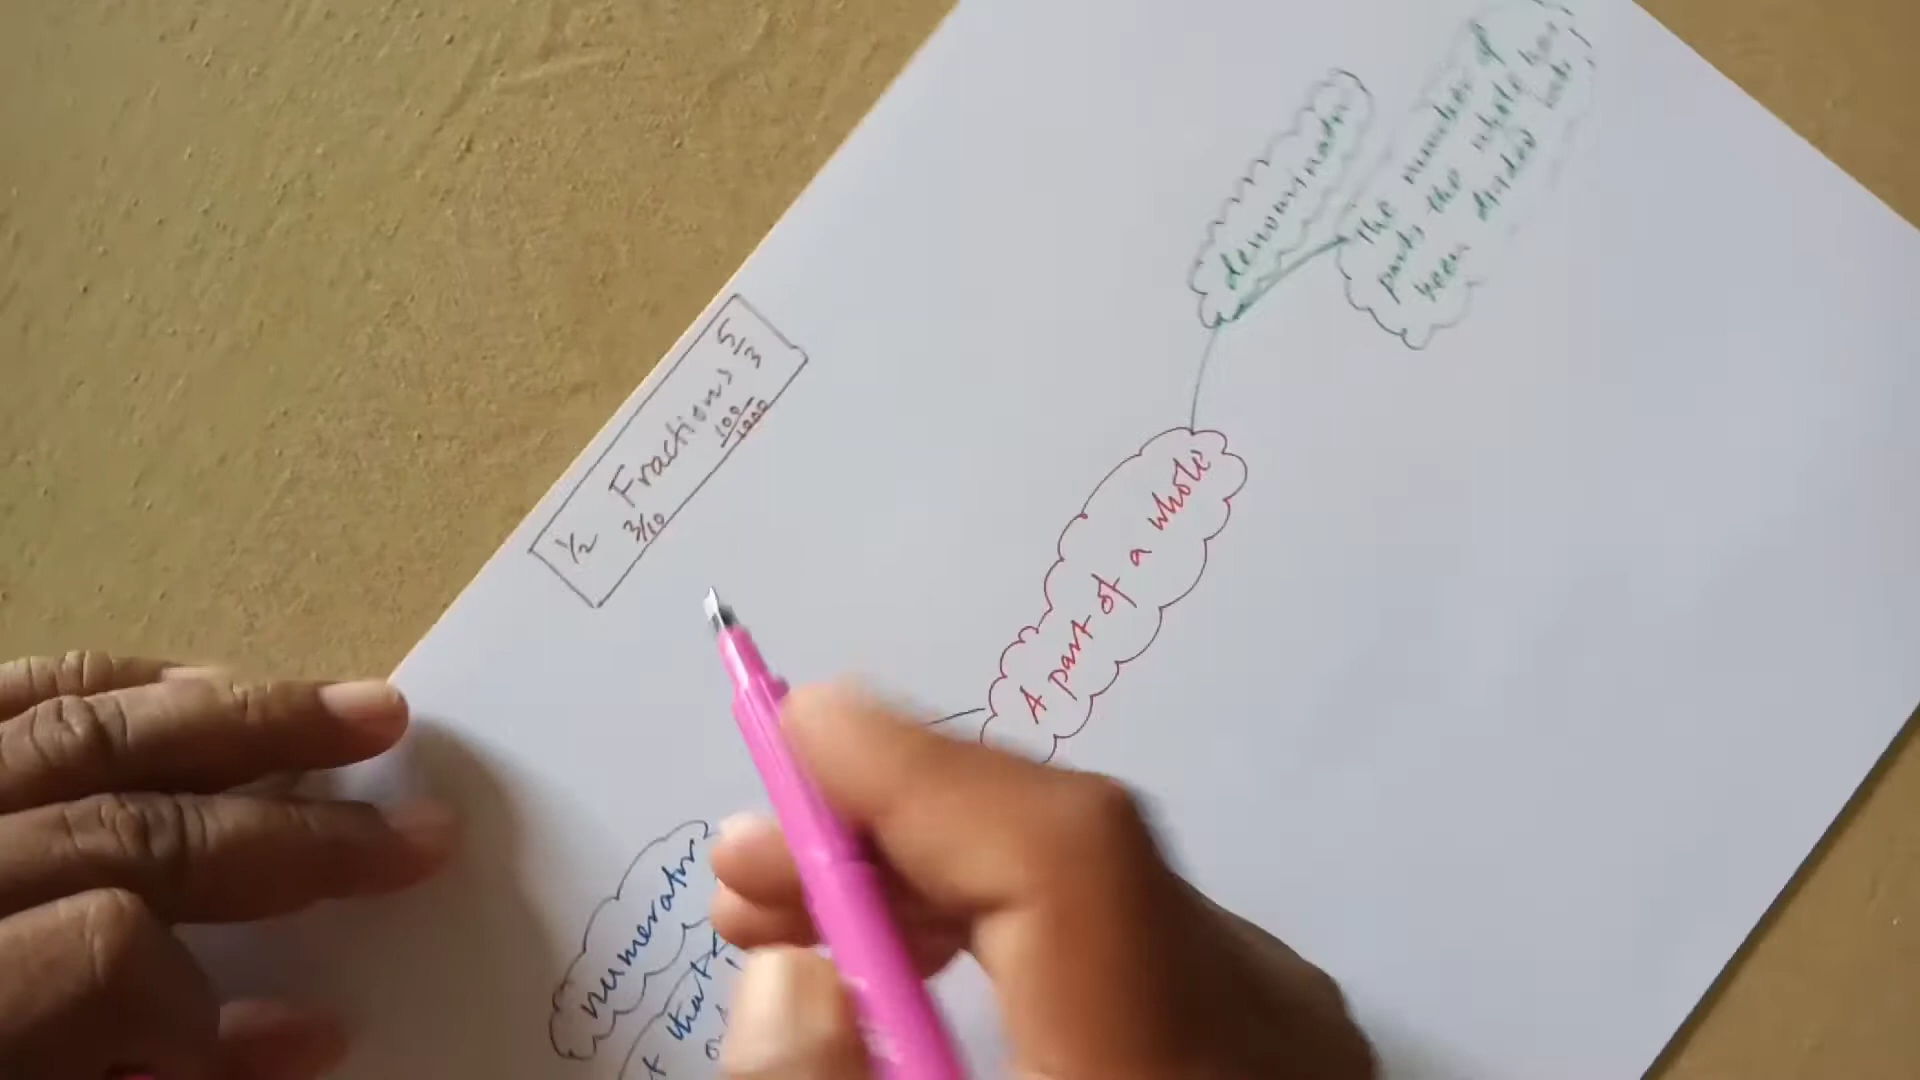 5/3
1/2 Fractions
3/10
100/1000
denominator
The number of
parts the whole has
been divided into
A part of a whole
numerator
that